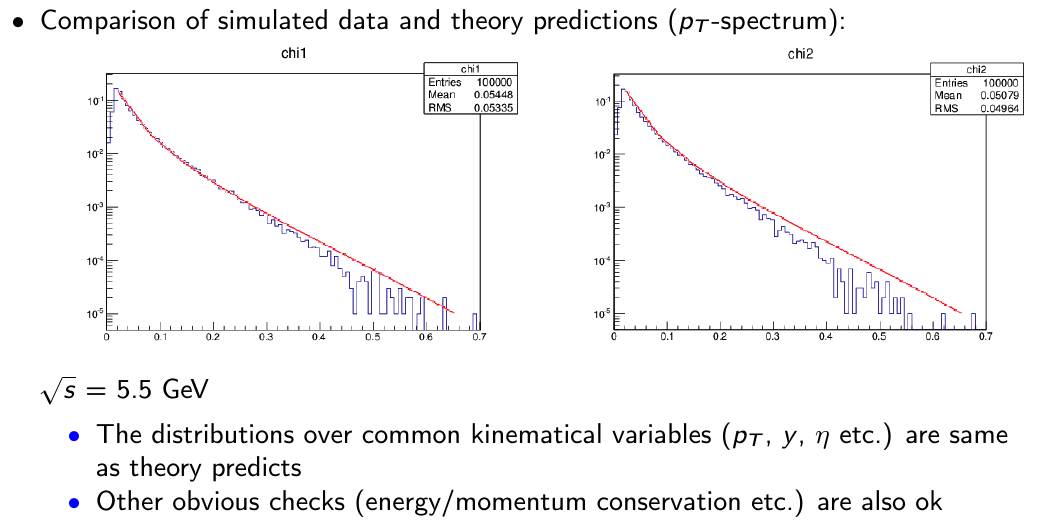 • Comparison of simulated data and theory predictions (p_T-spectrum):
chi1
chi1
Entries 100000
Mean 0.05448
RMS 0.05335
10^-1
10^-2
10^-3
10^-4
10^-5
0 0.1 0.2 0.3 0.4 0.5 0.6 0.7
chi2
chi2
Entries 100000
Mean 0.05079
RMS 0.04964
10^-1
10^-2
10^-3
10^-4
10^-5
0 0.1 0.2 0.3 0.4 0.5 0.6 0.7
√s = 5.5 GeV
• The distributions over common kinematical variables (p_T, y, η etc.) are same
as theory predicts
• Other obvious checks (energy/momentum conservation etc.) are also ok